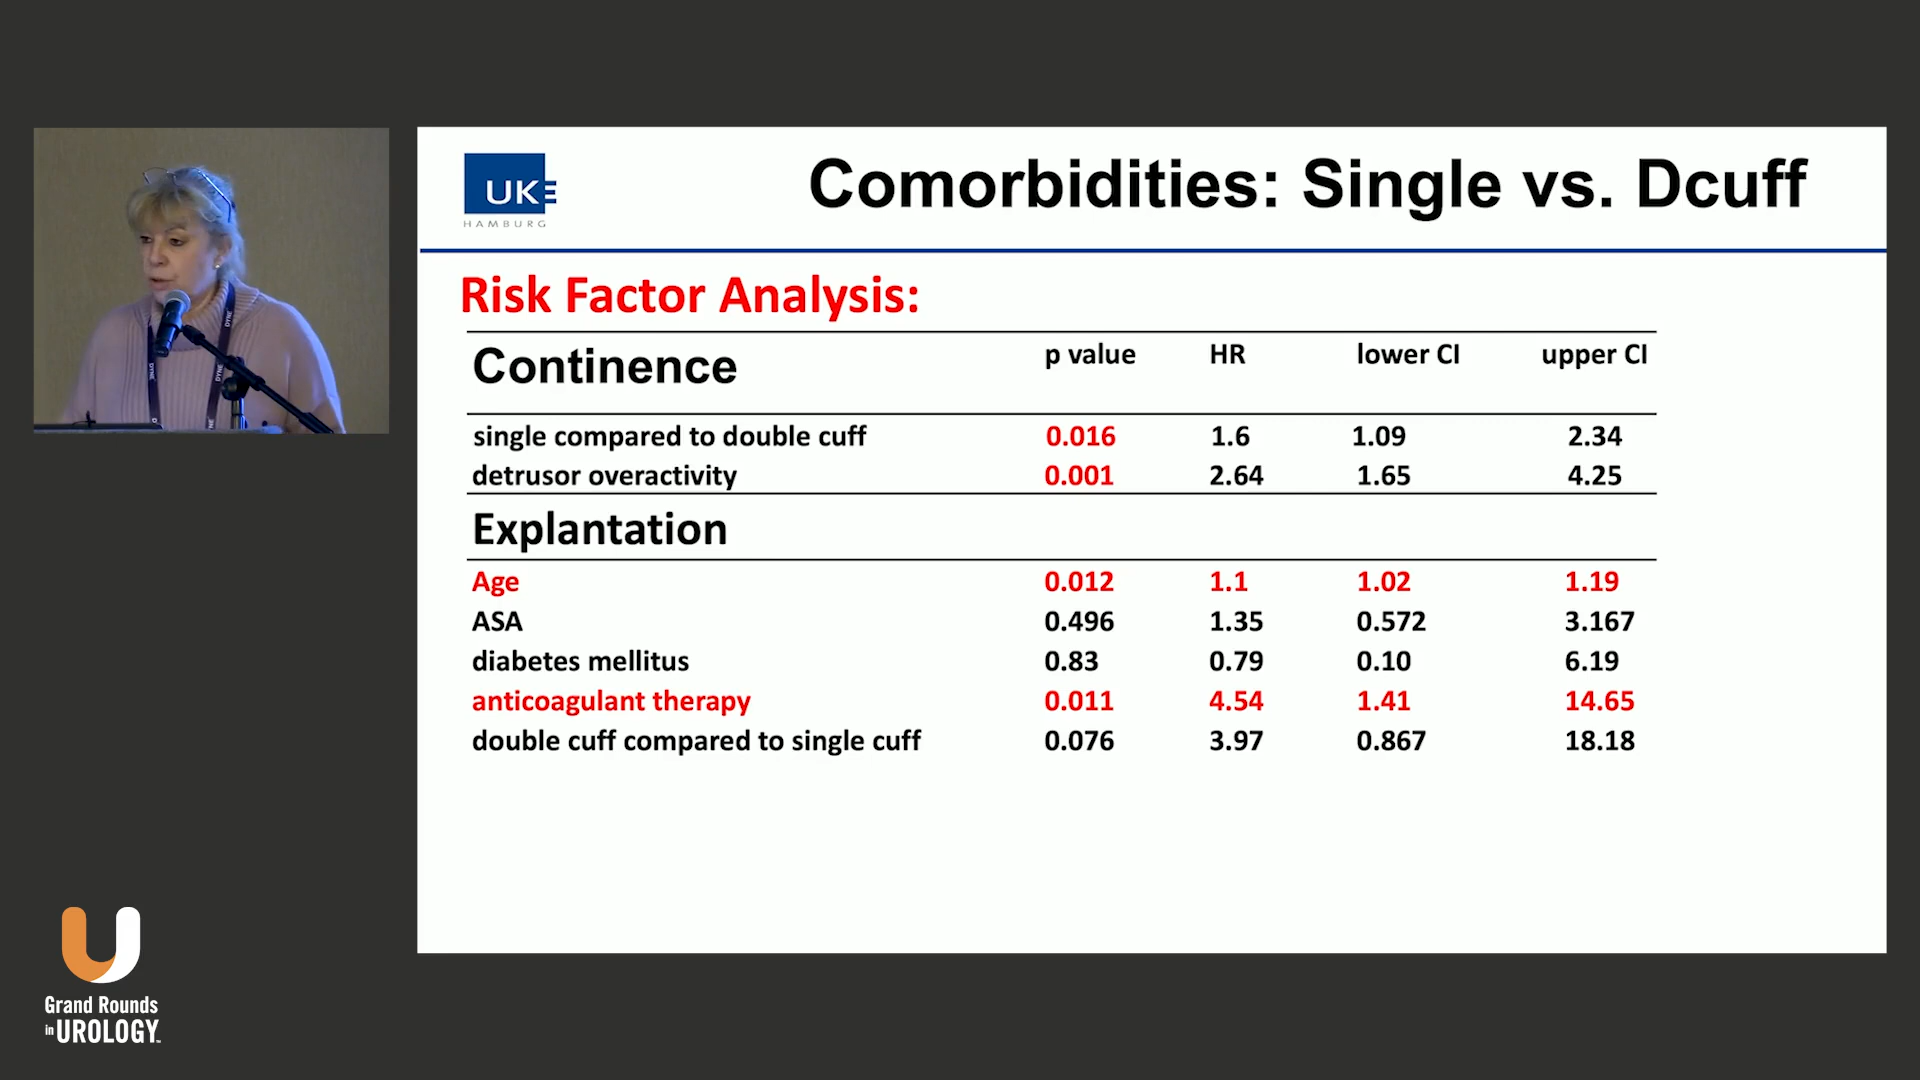 UKE
HAMBURG
Comorbidities: Single vs. Dcuff
Risk Factor Analysis:
Continence p value HR lower CI upper CI
single compared to double cuff 0.016 1.6 1.09 2.34
detrusor overactivity 0.001 2.64 1.65 4.25
Explantation
Age 0.012 1.1 1.02 1.19
ASA 0.496 1.35 0.572 3.167
diabetes mellitus 0.83 0.79 0.10 6.19
anticoagulant therapy 0.011 4.54 1.41 14.65
double cuff compared to single cuff 0.076 3.97 0.867 18.18
DYNE
DYNE
DYNE
Grand Rounds
in UROLOGY